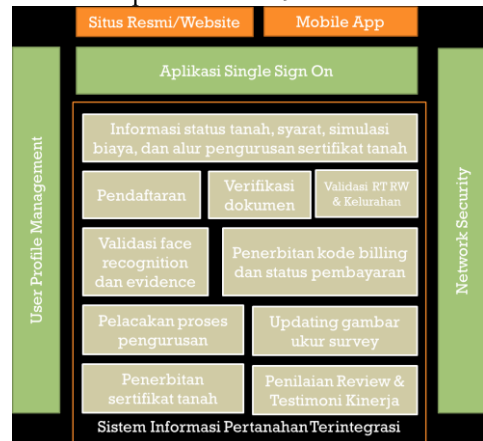 Situs Resmi/Website
Mobile App
Aplikasi Single Sign On
User Profile Management
Informasi status tanah, syarat, simulasi
biaya, dan alur pengurusan sertifikat tanah
Pendaftaran
Verifikasi
dokumen
Validasi RT RW
& Kelurahan
Validasi face
recognition
dan evidence
Penerbitan kode billing
dan status pembayaran
Pelacakan proses
pengurusan
Updating gambar
ukur survey
Penerbitan
sertifikat tanah
Penilaian Review &
Testimoni Kinerja
Sistem Informasi Pertanahan Terintegrasi
Network Security